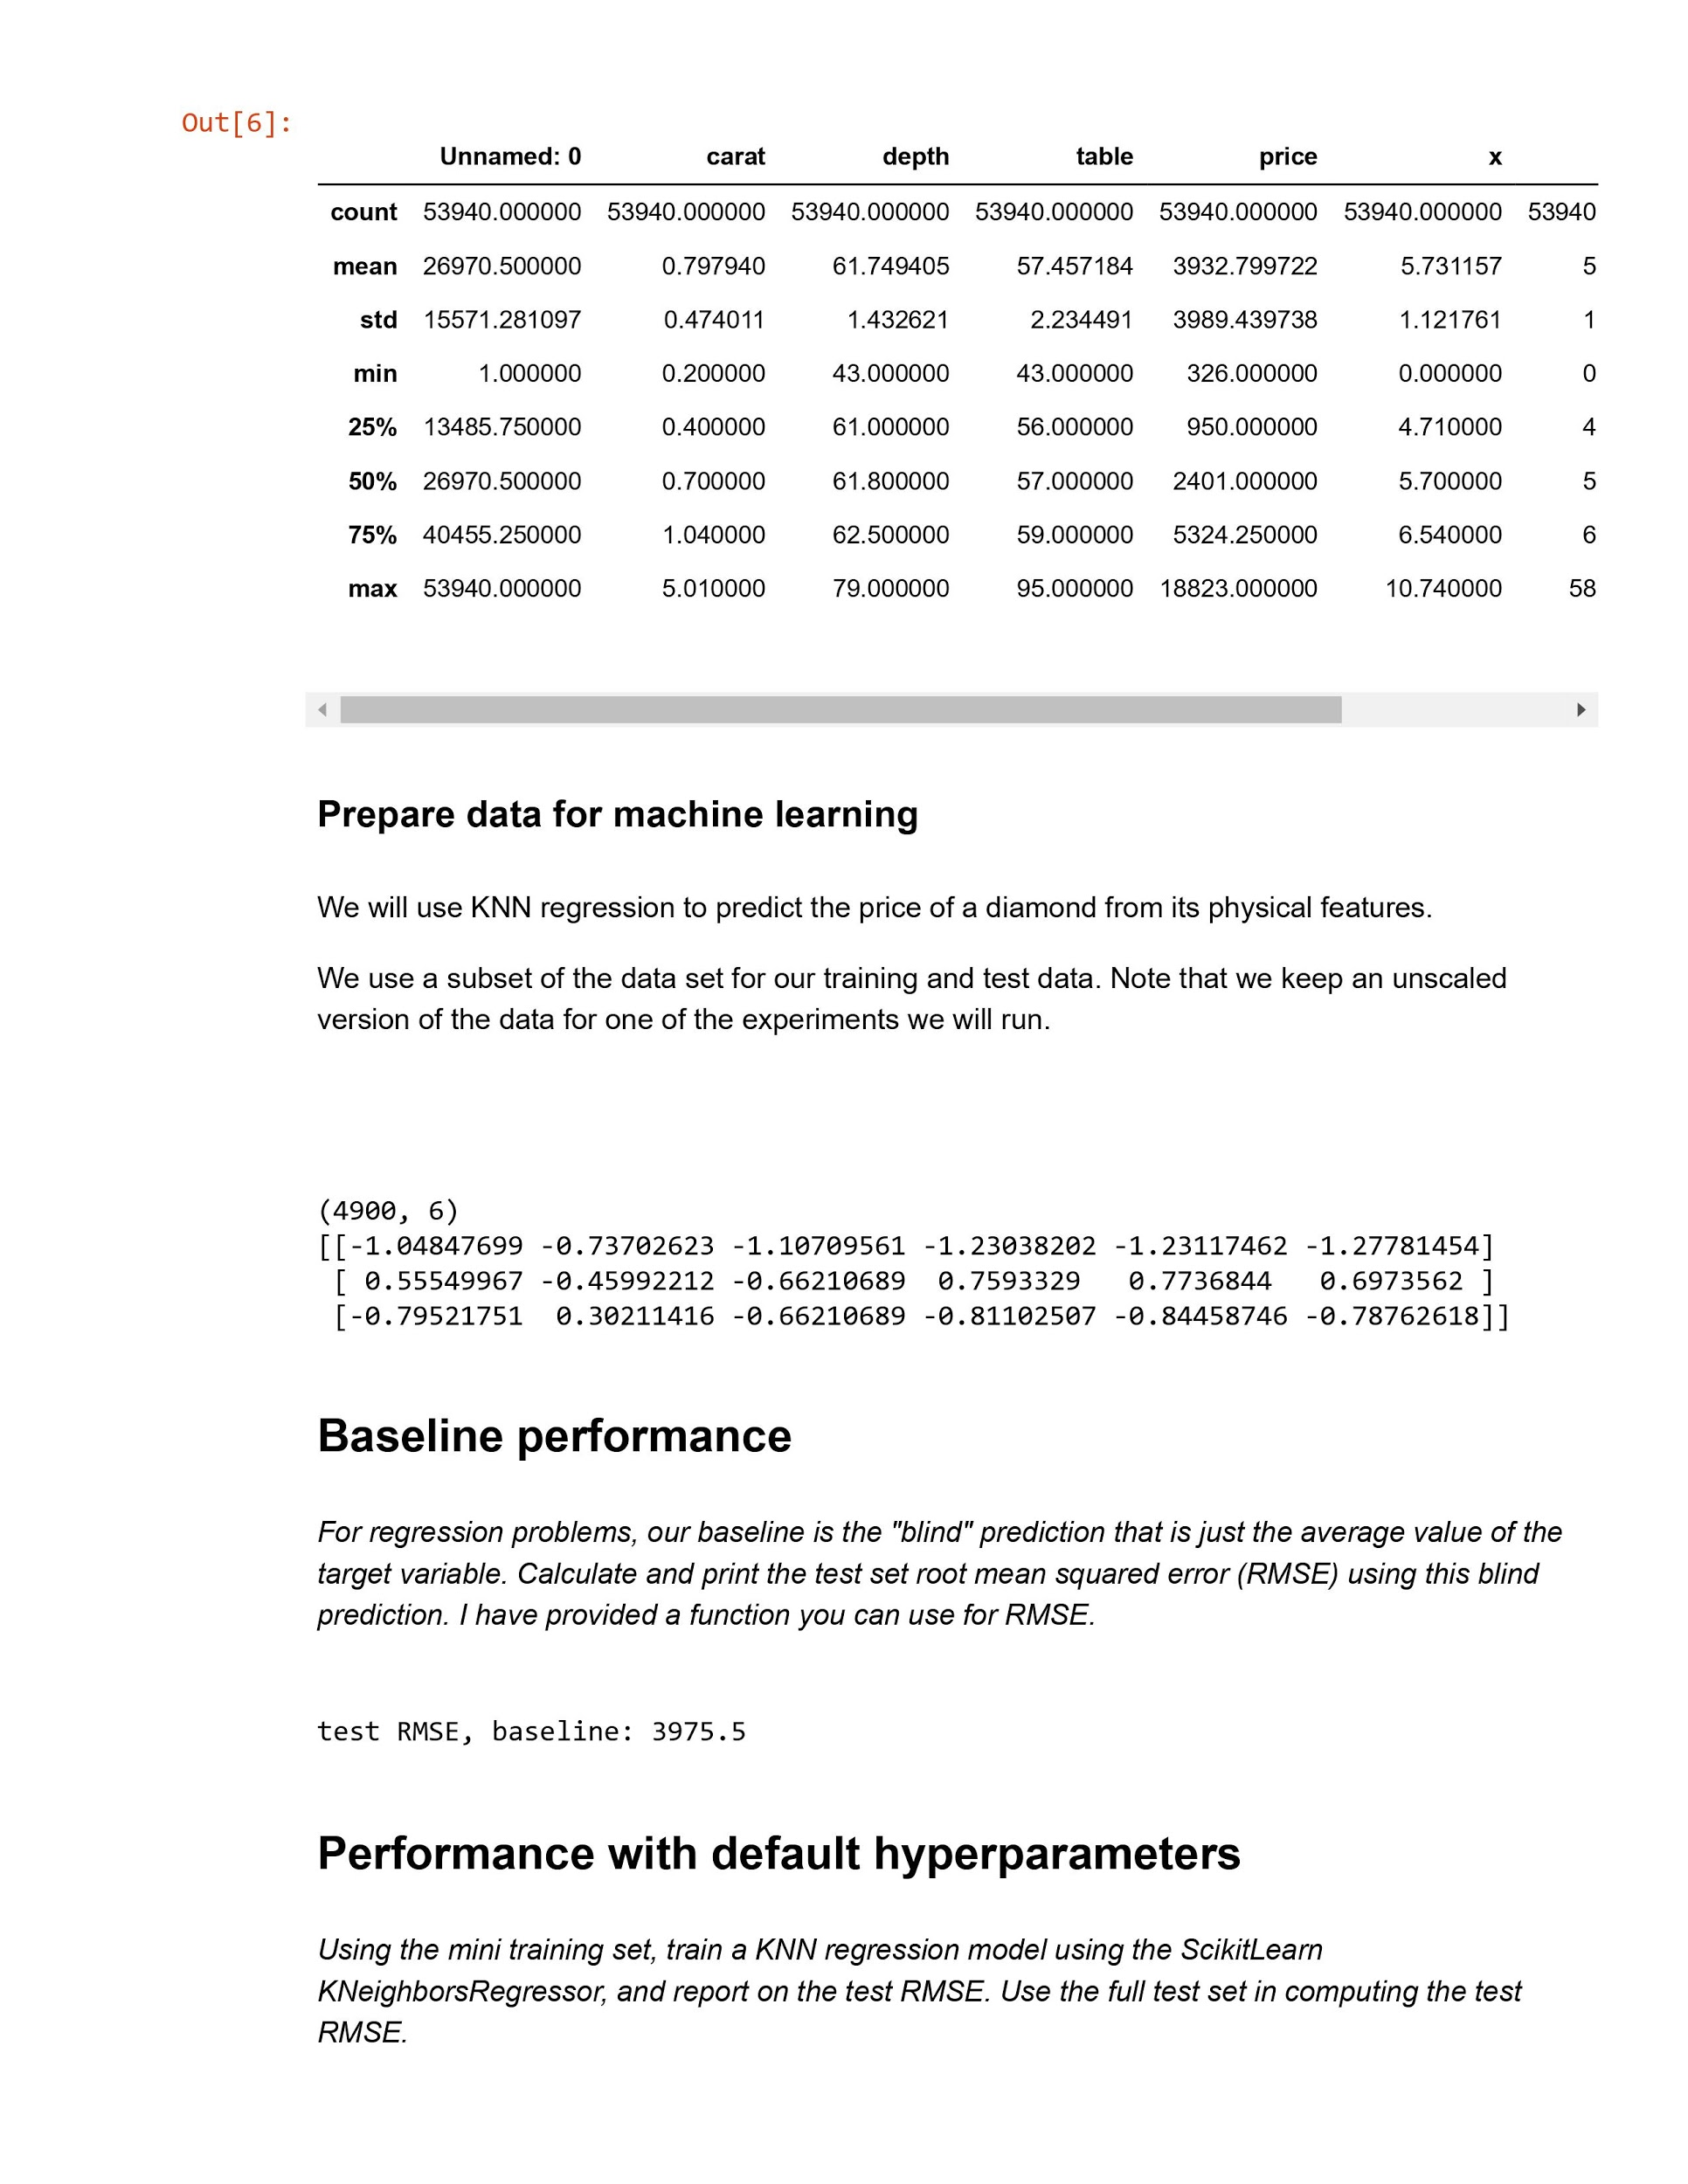 Out[6]:
Unnamed: 0 carat depth table price x
count 53940.000000 53940.000000 53940.000000 53940.000000 53940.000000 53940.000000 53940
mean 26970.500000 0.797940 61.749405 57.457184 3932.799722 5.731157 5
std 15571.281097 0.474011 1.432621 2.234491 3989.439738 1.121761 1
min 1.000000 0.200000 43.000000 43.000000 326.000000 0.000000 0
25% 13485.750000 0.400000 61.000000 56.000000 950.000000 4.710000 4
50% 26970.500000 0.700000 61.800000 57.000000 2401.000000 5.700000 5
75% 40455.250000 1.040000 62.500000 59.000000 5324.250000 6.540000 6
max 53940.000000 5.010000 79.000000 95.000000 18823.000000 10.740000 58
Prepare data for machine learning
We will use KNN regression to predict the price of a diamond from its physical features.
We use a subset of the data set for our training and test data. Note that we keep an unscaled
version of the data for one of the experiments we will run.
(4900, 6)
[[-1.04847699 -0.73702623 -1.10709561 -1.23038202 -1.23117462 -1.27781454]
[ 0.55549967 -0.45992212 -0.66210689 0.7593329 0.7736844 0.6973562 ]
[-0.79521751 0.30211416 -0.66210689 -0.81102507 -0.84458746 -0.78762618]]
Baseline performance
For regression problems, our baseline is the "blind" prediction that is just the average value of the
target variable. Calculate and print the test set root mean squared error (RMSE) using this blind
prediction. I have provided a function you can use for RMSE.
test RMSE, baseline: 3975.5
Performance with default hyperparameters
Using the mini training set, train a KNN regression model using the ScikitLearn
KNeighborsRegressor, and report on the test RMSE. Use the full test set in computing the test
RMSE.